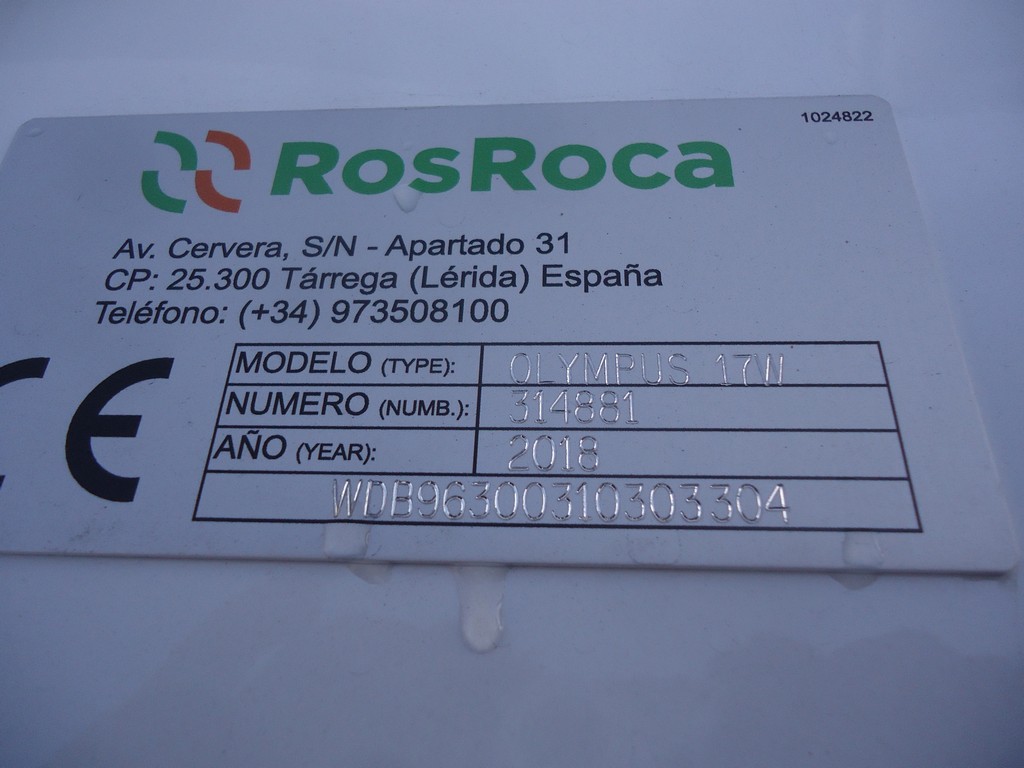 1024822
RosRoca
Av. Cervera, S/N - Apartado 31
CP: 25.300 Tárrega (Lérida) España
Teléfono: (+34) 973508100
CE
MODELO (TYPE): OLYMPUS 17W
NUMERO (NUMB.): 314881
AÑO (YEAR): 2018
WDB96300310303304